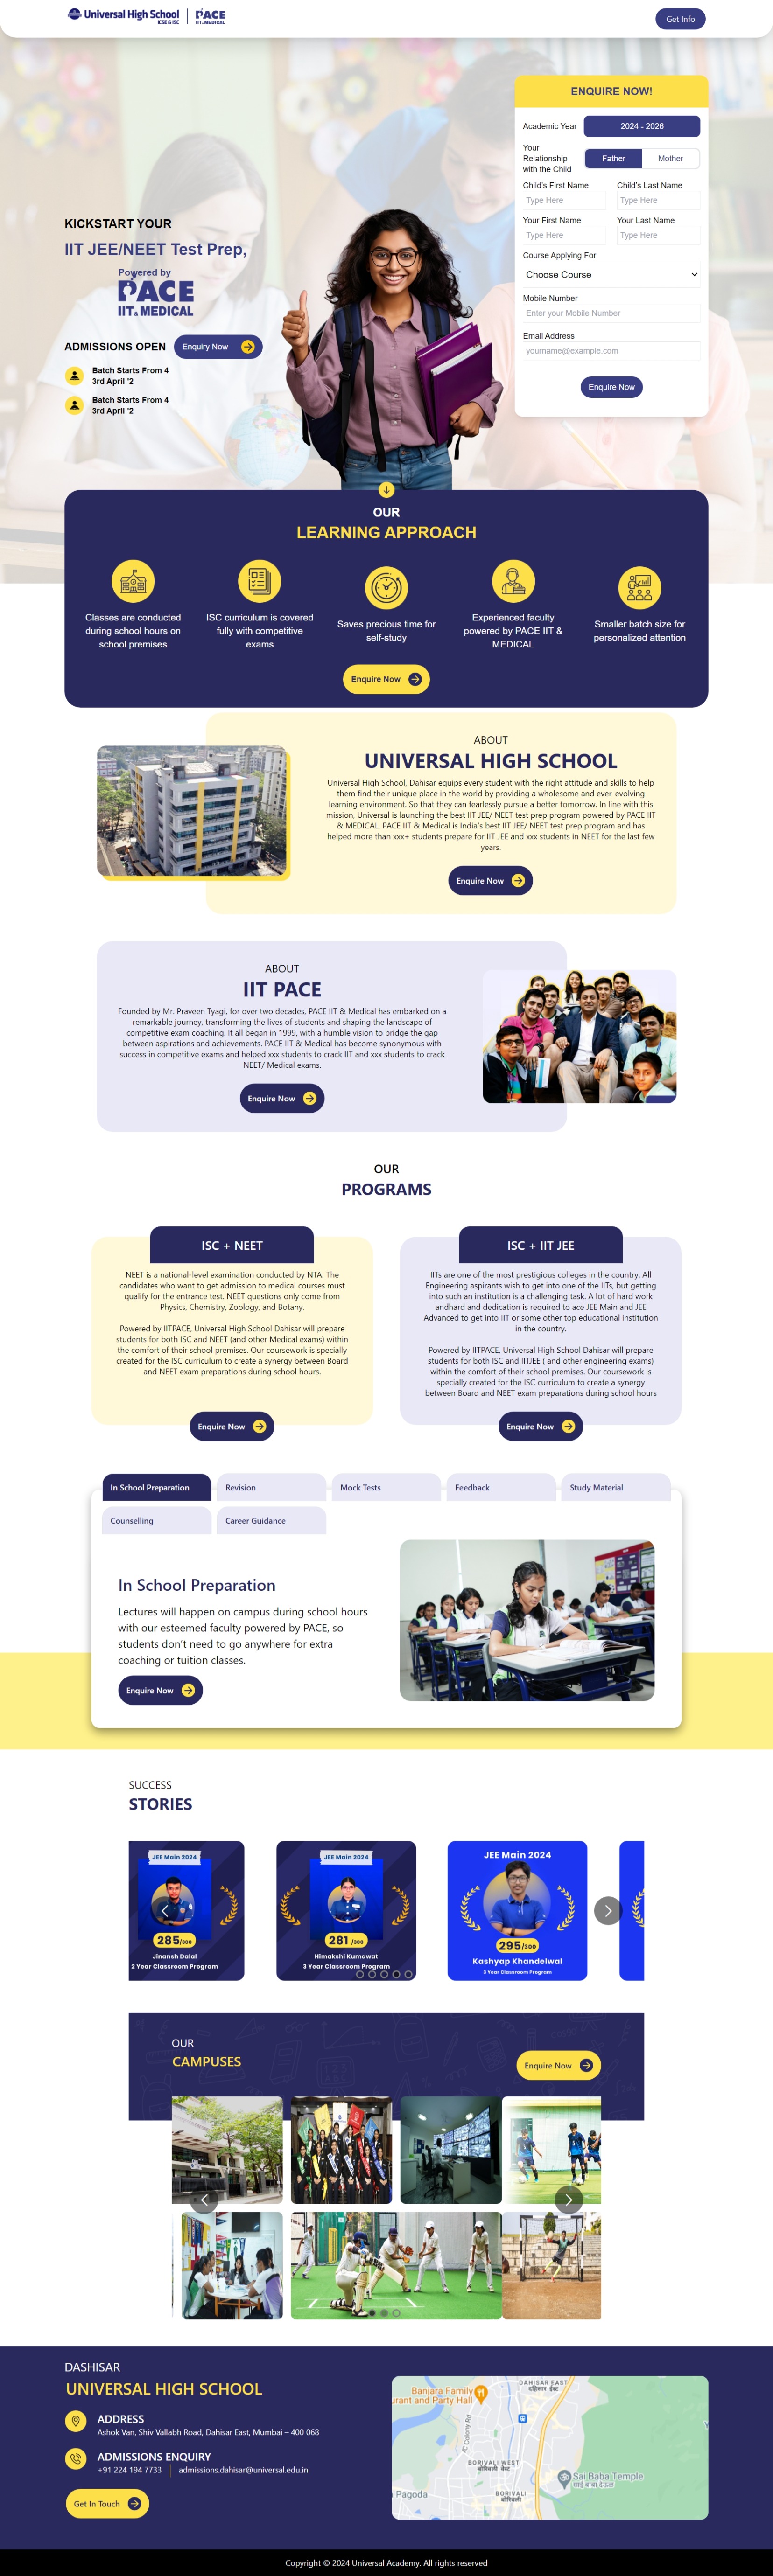 Universal High School
ICSE & ISC
PACE
IIT & MEDICAL
Get Info
ENQUIRE NOW!
Academic Year
2024 - 2026
Your
Relationship
with the Child
Father
Mother
Child's First Name
Child's Last Name
Type Here
Type Here
Your First Name
Your Last Name
Type Here
Type Here
Course Applying For
Choose Course
Mobile Number
Enter your Mobile Number
Email Address
yourname@example.com
Enquire Now
KICKSTART YOUR
IIT JEE/NEET Test Prep,
Powered by
PACE
IIT & MEDICAL
ADMISSIONS OPEN
Enquiry Now
Batch Starts From 4
3rd April '2
Batch Starts From 4
3rd April '2
OUR
LEARNING APPROACH
Classes are conducted
during school hours on
school premises
ISC curriculum is covered
fully with competitive
exams
Saves precious time for
self-study
Experienced faculty
powered by PACE IIT &
MEDICAL
Smaller batch size for
personalized attention
Enquire Now
ABOUT
UNIVERSAL HIGH SCHOOL
Universal High School, Dahisar equips every student with the right attitude and skills to help
them find their unique place in the world by providing a wholesome and ever-evolving
learning environment. So that they can fearlessly pursue a better tomorrow. In line with this
mission, Universal is launching the best IIT JEE/ NEET test prep program powered by PACE IIT
& MEDICAL. PACE IIT & Medical is India's best IIT JEE/ NEET test prep program and has
helped more than xxx+ students prepare for IIT JEE and xxx students in NEET for the last few
years.
Enquire Now
ABOUT
IIT PACE
Founded by Mr. Praveen Tyagi, for over two decades, PACE IIT & Medical has embarked on a
remarkable journey, transforming the lives of students and shaping the landscape of
competitive exam coaching. It all began in 1999, with a humble vision to bridge the gap
between aspirations and achievements. PACE IIT & Medical has become synonymous with
success in competitive exams and helped xxx students to crack IIT and xxx students to crack
NEET/ Medical exams.
Enquire Now
OUR
PROGRAMS
ISC + NEET
NEET is a national-level examination conducted by NTA. The
candidates who want to get admission to medical courses must
qualify for the entrance test. NEET questions only come from
Physics, Chemistry, Zoology, and Botany.
Powered by IITPACE, Universal High School Dahisar will prepare
students for both ISC and NEET (and other Medical exams) within
the comfort of their school premises. Our coursework is specially
created for the ISC curriculum to create a synergy between Board
and NEET exam preparations during school hours.
Enquire Now
ISC + IIT JEE
IITs are one of the most prestigious colleges in the country. All
Engineering aspirants wish to get into one of the IITs, but getting
into such an institution is a challenging task. A lot of hard work
andhard and dedication is required to ace JEE Main and JEE
Advanced to get into IIT or some other top educational institution
in the country.
Powered by IITPACE, Universal High School Dahisar will prepare
students for both ISC and IITJEE ( and other engineering exams)
within the comfort of their school premises. Our coursework is
specially created for the ISC curriculum to create a synergy
between Board and NEET exam preparations during school hours
Enquire Now
In School Preparation
Revision
Mock Tests
Feedback
Study Material
Counselling
Career Guidance
In School Preparation
Lectures will happen on campus during school hours
with our esteemed faculty powered by PACE, so
students don't need to go anywhere for extra
coaching or tuition classes.
Enquire Now
SUCCESS
STORIES
JEE Main 2024
285/300
Jinansh Dalal
2 Year Classroom Program
JEE Main 2024
281 /300
Himakshi Kumawat
3 Year Classroom Program
JEE Main 2024
295/300
Kashyap Khandelwal
2 Year Classroom Program
OUR
CAMPUSES
Enquire Now
DASHISAR
UNIVERSAL HIGH SCHOOL
ADDRESS
Ashok Van, Shiv Vallabh Road, Dahisar East, Mumbai – 400 068
ADMISSIONS ENQUIRY
+91 224 194 7733
admissions.dahisar@universal.edu.in
Get In Touch
DAHISAR EAST
दहिसर ईस्ट
Banjara Family
urant and Party Hall
C Colony Rd
BORIVALI WEST
बोरिवली वेस्ट
Sai Baba Temple
साई बाबा टेम्पल
Pagoda
BORIVALI
बोरीवली
Copyright © 2024 Universal Academy. All rights reserved